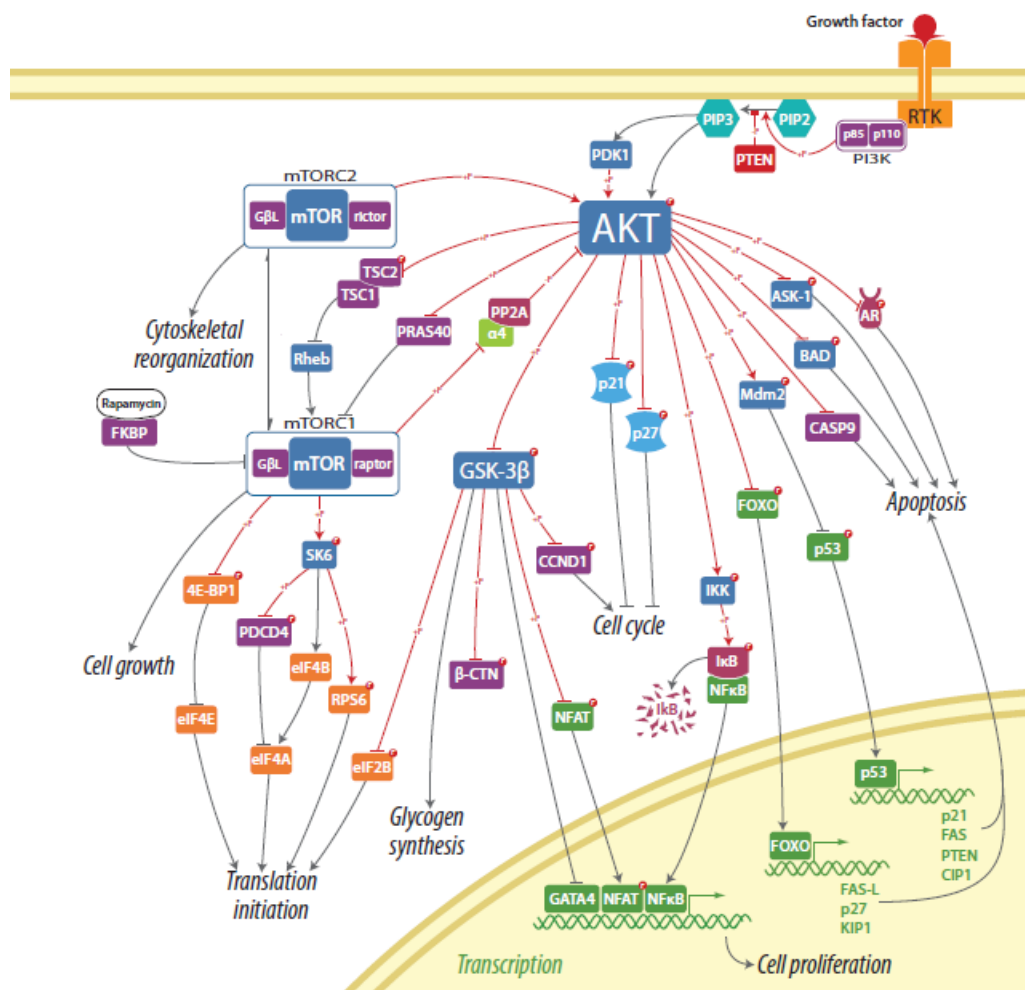 Growth factor
RTK
PIP3
PIP2
p85
p110
PI3K
PTEN
PDK1
mTORC2
GβL
mTOR
rictor
AKT
TSC2
TSC1
PP2A
α4
PRAS40
Rheb
ASK-1
AR
BAD
Mdm2
CASP9
p21
p27
Cytoskeletal
reorganization
Rapamycin
FKBP
mTORC1
GβL
mTOR
raptor
GSK-3β
FOXO
Apoptosis
p53
SK6
CCND1
4E-BP1
PDCD4
IKK
Cell cycle
Cell growth
eIF4B
RPS6
β-CTN
IκB
NFκB
IkB
eIF4E
eIF4A
eIF2B
NFAT
Glycogen
synthesis
Translation
initiation
p53
p21
FAS
PTEN
CIP1
FOXO
FAS-L
p27
KIP1
GATA4
NFAT
NFκB
Transcription
Cell proliferation